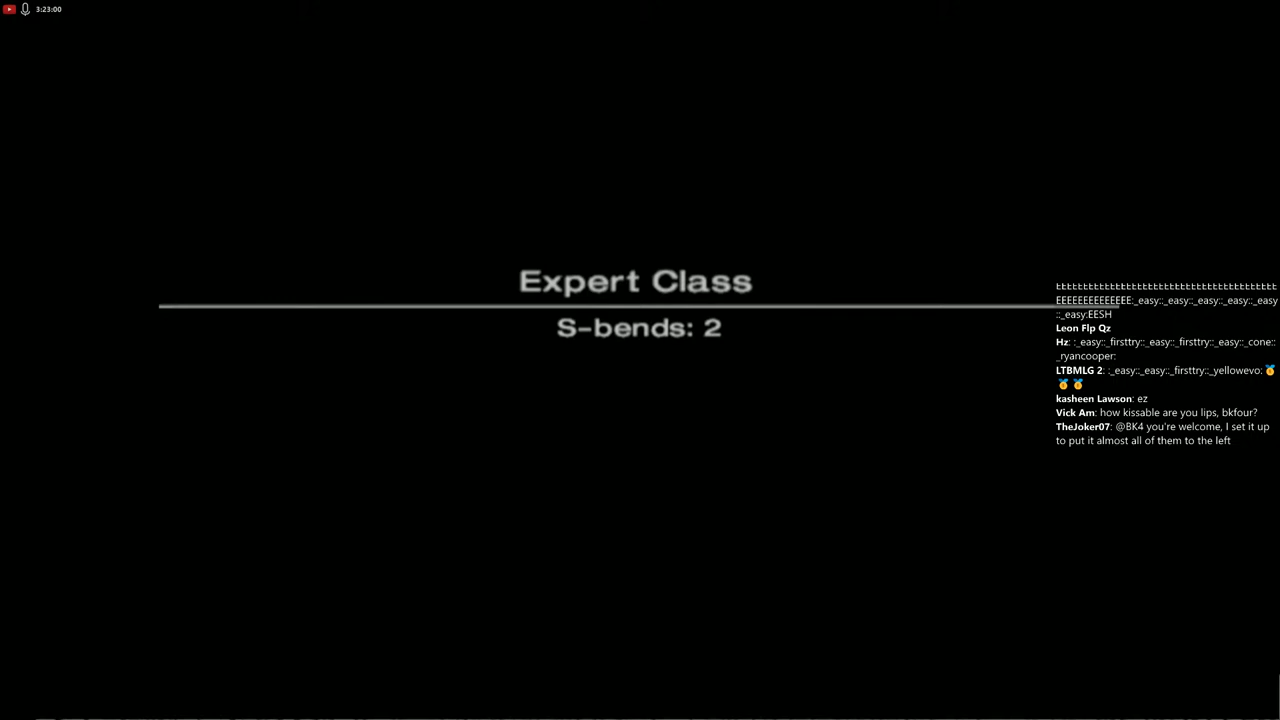 3:23:00
Expert Class
S-bends: 2
EEEEEEEEEEEEEE:_easy::_easy::_easy::_easy::_easy
::_easy:EESH
Leon Flp Qz
Hz: :_easy::_firsttry::_easy::_firsttry::_easy::_cone::
_ryancooper:
LTBMLG 2: :_easy::_easy::_firsttry::_yellowevo:🏅
🏅 🏅
kasheen Lawson: ez
Vick Am: how kissable are you lips, bkfour?
TheJoker07: @BK4 you're welcome, I set it up
to put it almost all of them to the left